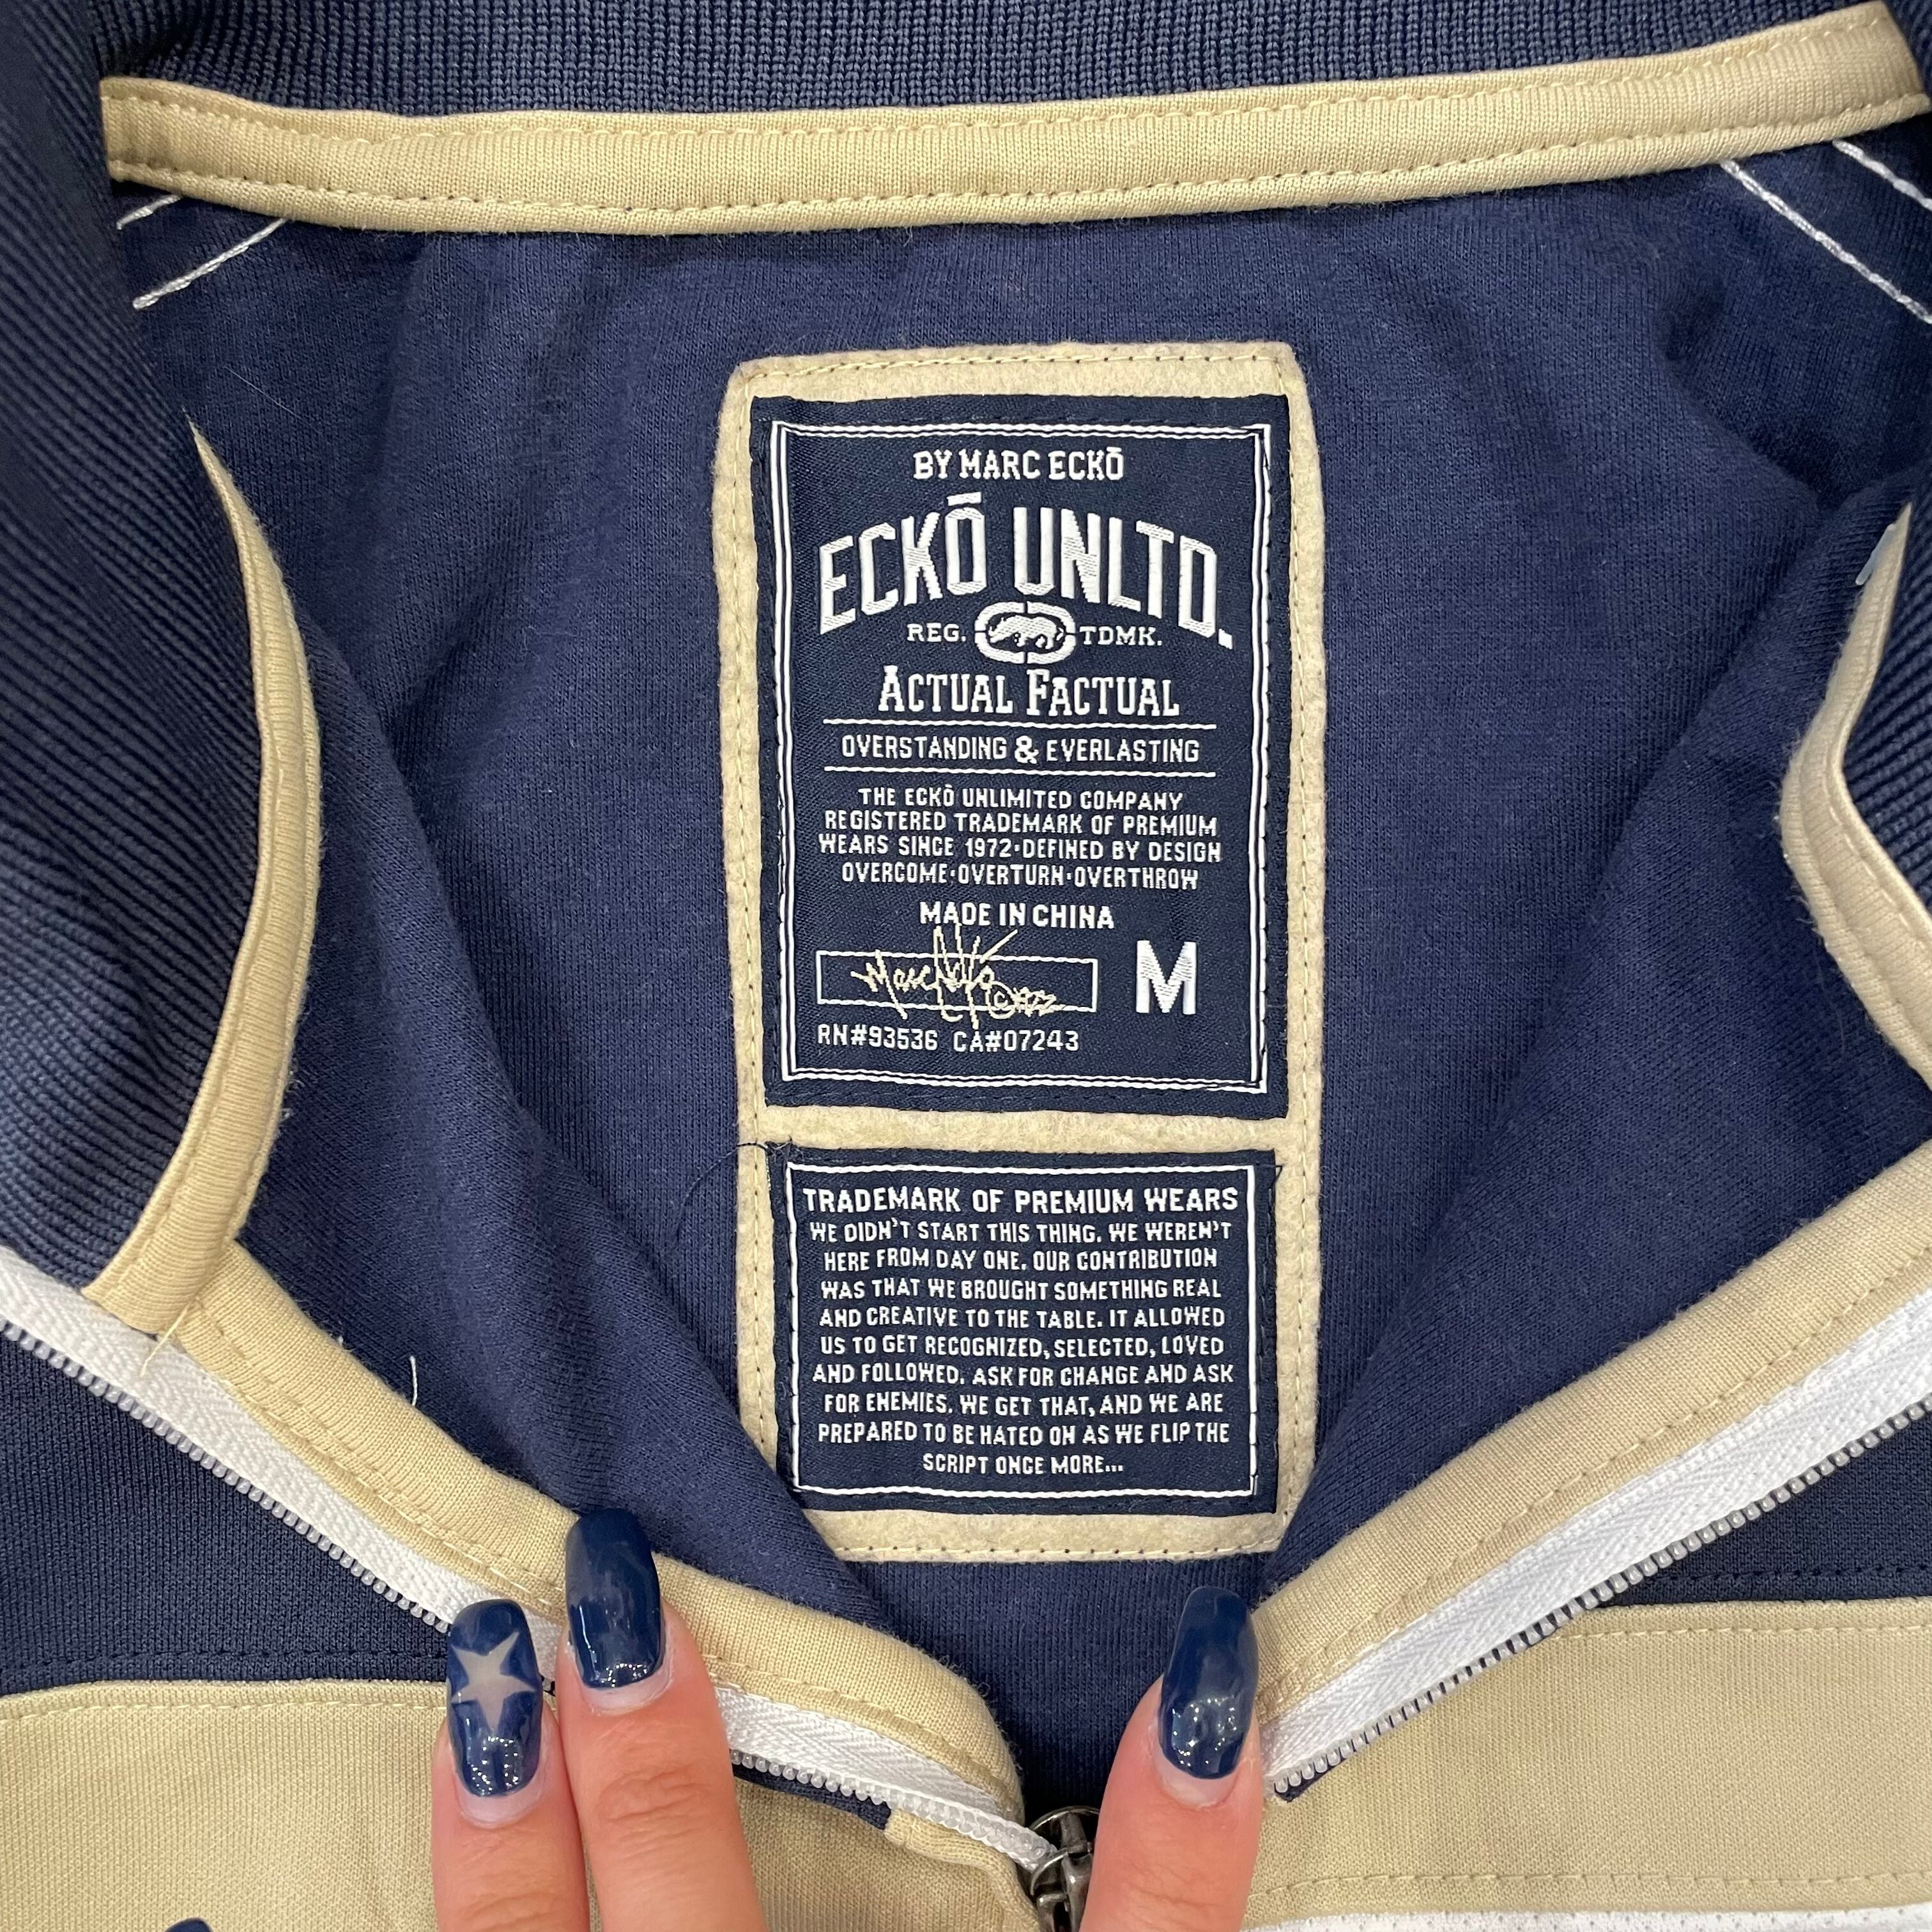 BY MARC ECKŌ
ECKŌ UNLTD.
REG. TDMK.
ACTUAL FACTUAL
OVERSTANDING & EVERLASTING
THE ECKŌ UNLIMITED COMPANY
REGISTERED TRADEMARK OF PREMIUM
WEARS SINCE 1972·DEFINED BY DESIGN
OVERCOME·OVERTURN·OVERTHROW
MADE IN CHINA
M
RN#93536 CA#07243
TRADEMARK OF PREMIUM WEARS
WE DIDN'T START THIS THING. WE WEREN'T
HERE FROM DAY ONE. OUR CONTRIBUTION
WAS THAT WE BROUGHT SOMETHING REAL
AND CREATIVE TO THE TABLE. IT ALLOWED
US TO GET RECOGNIZED, SELECTED, LOVED
AND FOLLOWED. ASK FOR CHANGE AND ASK
FOR ENEMIES. WE GET THAT, AND WE ARE
PREPARED TO BE HATED ON AS WE FLIP THE
SCRIPT ONCE MORE...